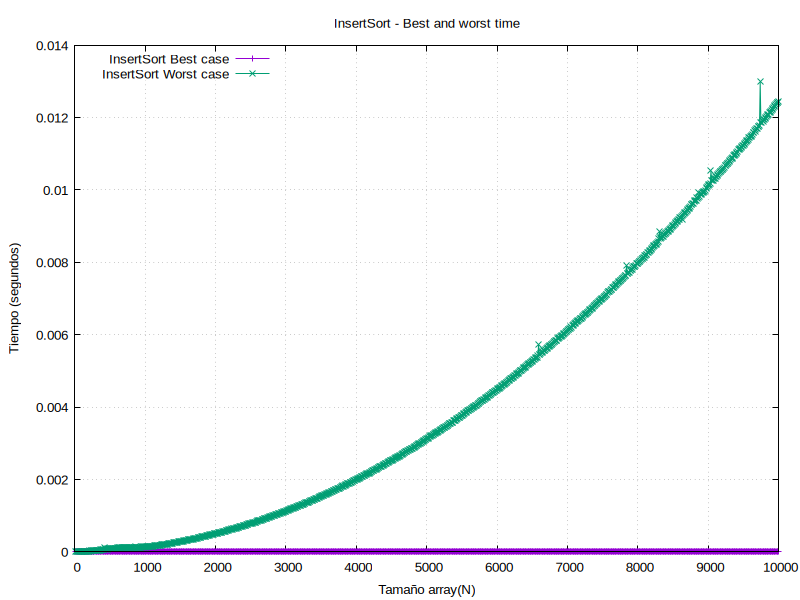 InsertSort - Best and worst time
InsertSort Best case
InsertSort Worst case
0.014
0.012
0.01
0.008
0.006
0.004
0.002
0
0 1000 2000 3000 4000 5000 6000 7000 8000 9000 10000
Tiempo (segundos)
Tamaño array(N)